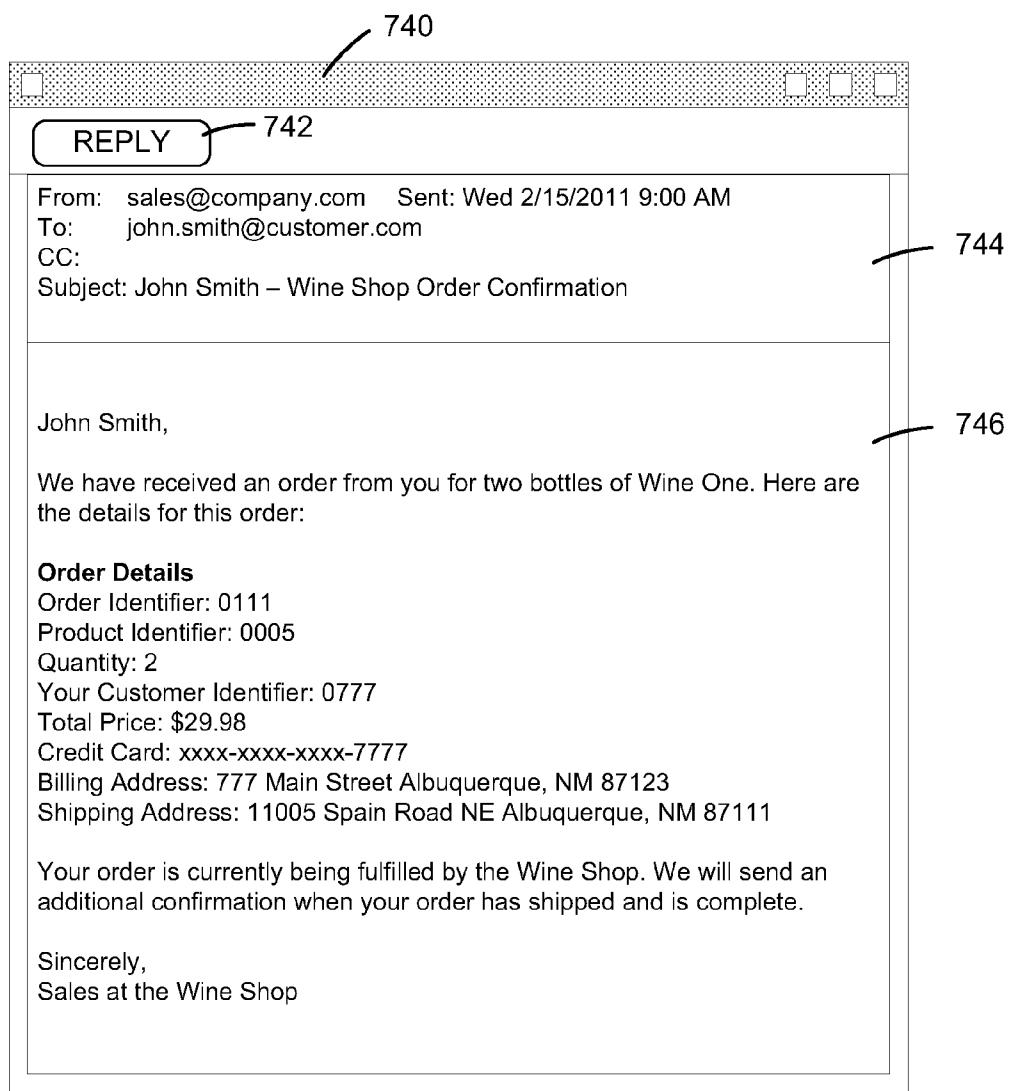 740
REPLY
742
From: sales@company.com Sent: Wed 2/15/2011 9:00 AM
To: john.smith@customer.com
CC:
Subject: John Smith – Wine Shop Order Confirmation
744
John Smith,
746
We have received an order from you for two bottles of Wine One. Here are
the details for this order:
Order Details
Order Identifier: 0111
Product Identifier: 0005
Quantity: 2
Your Customer Identifier: 0777
Total Price: $29.98
Credit Card: xxxx-xxxx-xxxx-7777
Billing Address: 777 Main Street Albuquerque, NM 87123
Shipping Address: 11005 Spain Road NE Albuquerque, NM 87111
Your order is currently being fulfilled by the Wine Shop. We will send an
additional confirmation when your order has shipped and is complete.
Sincerely,
Sales at the Wine Shop